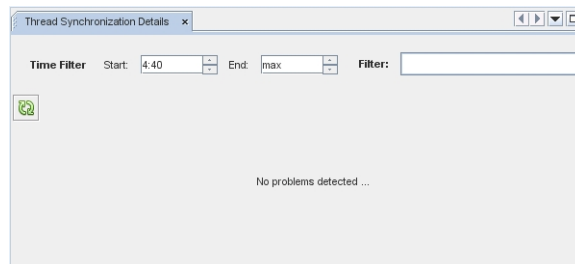 Thread Synchronization Details
Time Filter Start: 4:40 End: max Filter:
No problems detected ...